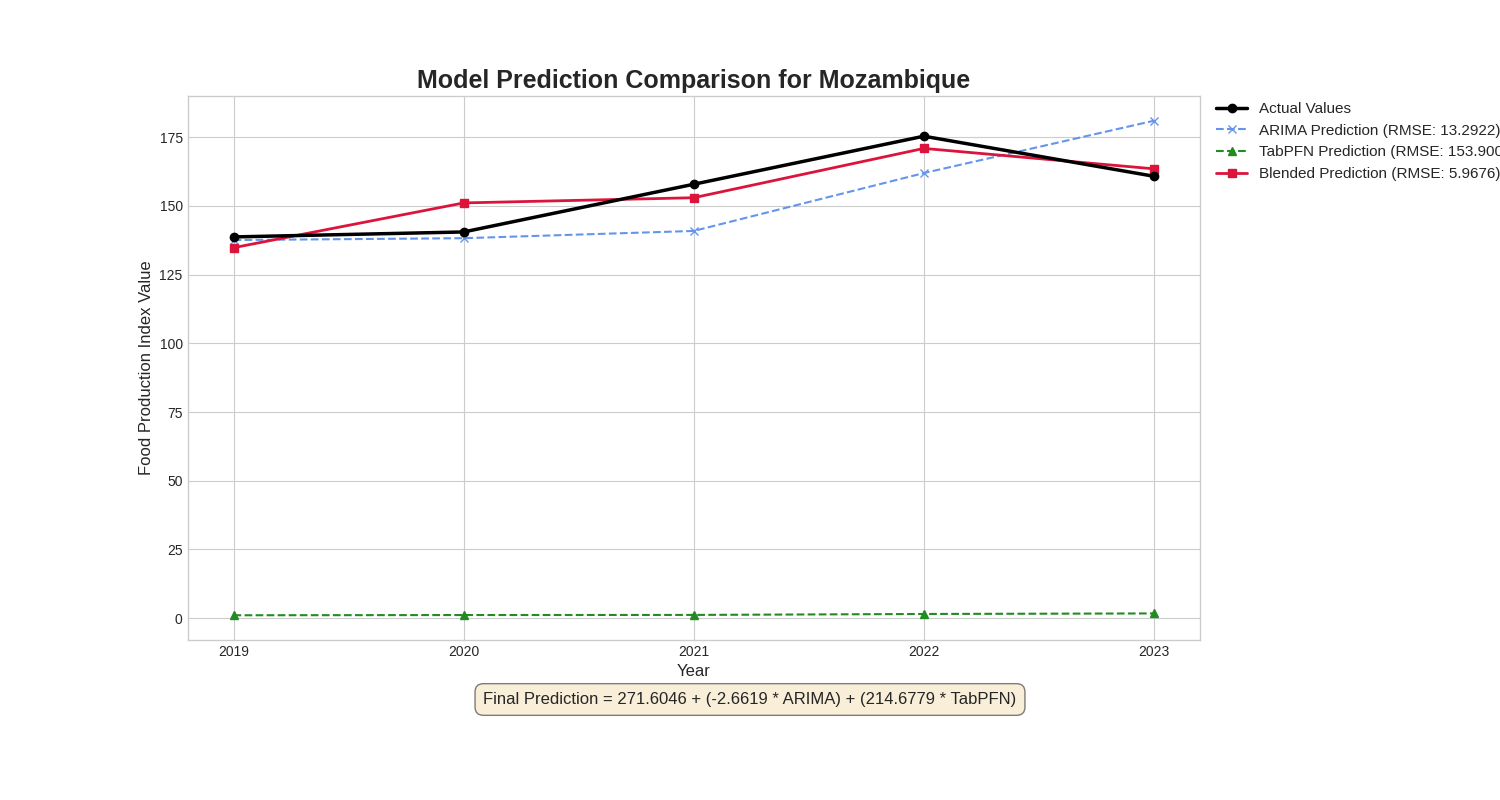 Model Prediction Comparison for Mozambique
Actual Values
ARIMA Prediction (RMSE: 13.2922)
TabPFN Prediction (RMSE: 153.900
Blended Prediction (RMSE: 5.9676)
Food Production Index Value
175
150
125
100
75
50
25
0
2019 2020 2021 2022 2023
Year
Final Prediction = 271.6046 + (-2.6619 * ARIMA) + (214.6779 * TabPFN)